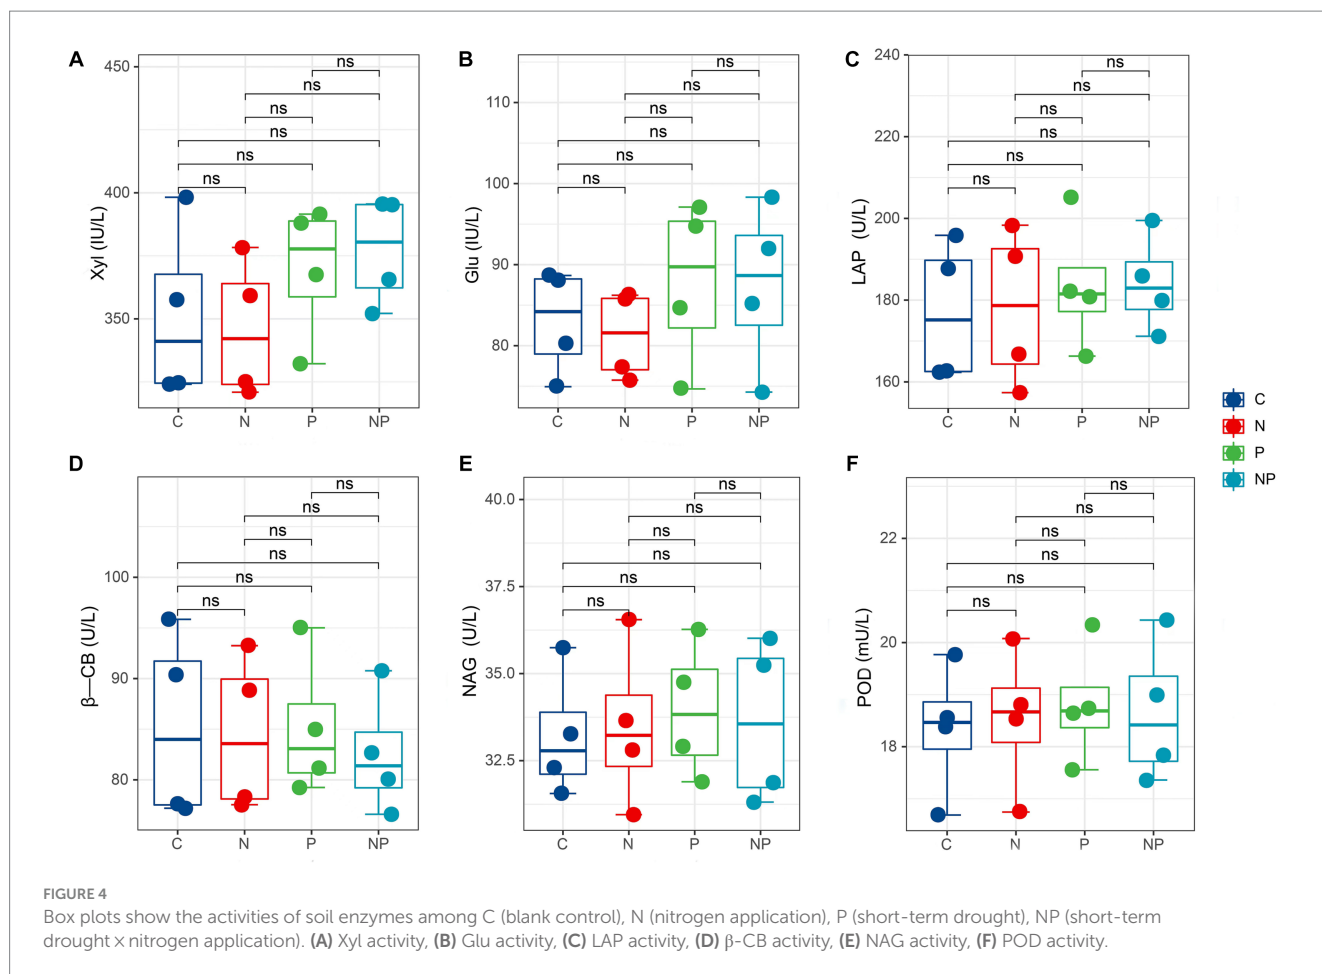 A
450
400
350
Xyl (IU/L)
ns
ns
ns
ns
ns
ns
C N P NP
B
110
100
90
80
Glu (IU/L)
ns
ns
ns
ns
ns
ns
C N P NP
C
240
220
200
180
160
LAP (U/L)
ns
ns
ns
ns
ns
ns
C N P NP
C
N
P
NP
D
100
90
80
β—CB (U/L)
ns
ns
ns
ns
ns
ns
C N P NP
E
40.0
37.5
35.0
32.5
NAG (U/L)
ns
ns
ns
ns
ns
ns
C N P NP
F
22
20
18
POD (mU/L)
ns
ns
ns
ns
ns
ns
C N P NP
FIGURE 4
Box plots show the activities of soil enzymes among C (blank control), N (nitrogen application), P (short-term drought), NP (short-term
drought × nitrogen application). (A) Xyl activity, (B) Glu activity, (C) LAP activity, (D) β-CB activity, (E) NAG activity, (F) POD activity.